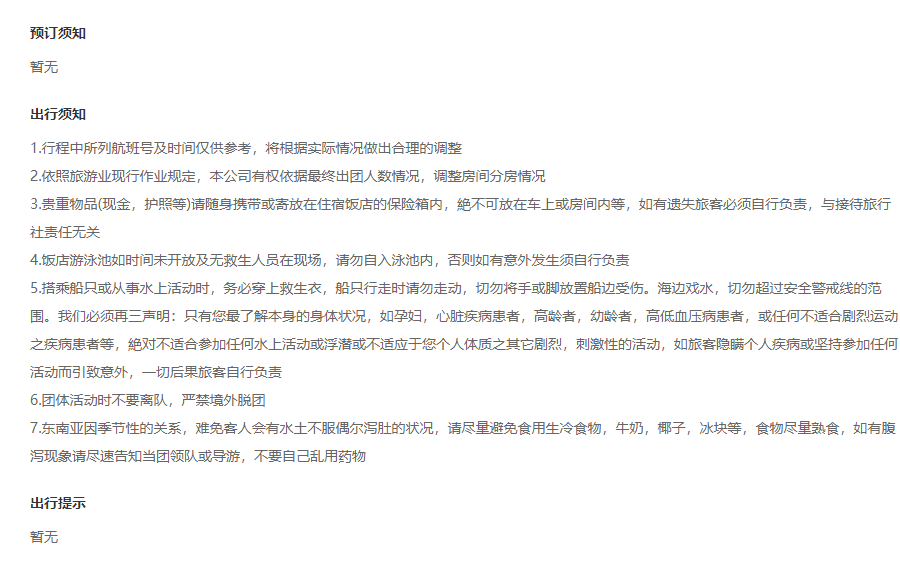 预订须知
暂无
出行须知
1.行程中所列航班号及时间仅供参考，将根据实际情况做出合理的调整
2.依照旅游业现行作业规定，本公司有权依据最终出团人数情况，调整房间分房情况
3.贵重物品(现金，护照等)请随身携带或寄放在住宿饭店的保险箱内，绝不可放在车上或房间内等，如有遗失旅客必须自行负责，与接待旅行
社责任无关
4.饭店游泳池如时间未开放及无救生人员在现场，请勿自入泳池内，否则如有意外发生须自行负责
5.搭乘船只或从事水上活动时，务必穿上救生衣，船只行走时请勿走动，切勿将手或脚放置船边受伤。海边戏水，切勿超过安全警戒线的范
围。我们必须再三声明：只有您最了解本身的身体状况，如孕妇，心脏疾病患者，高龄者，幼龄者，高低血压病患者，或任何不适合剧烈运动
之疾病患者等，绝对不适合参加任何水上活动或浮潜或不适应于您个人体质之其它剧烈，刺激性的活动，如旅客隐瞒个人疾病或坚持参加任何
活动而引致意外，一切后果旅客自行负责
6.团体活动时不要离队，严禁境外脱团
7.东南亚因季节性的关系，难免客人会有水土不服偶尔泻肚的状况，请尽量避免食用生冷食物，牛奶，椰子，冰块等，食物尽量熟食，如有腹
泻现象请尽速告知当团领队或导游，不要自己乱用药物
出行提示
暂无